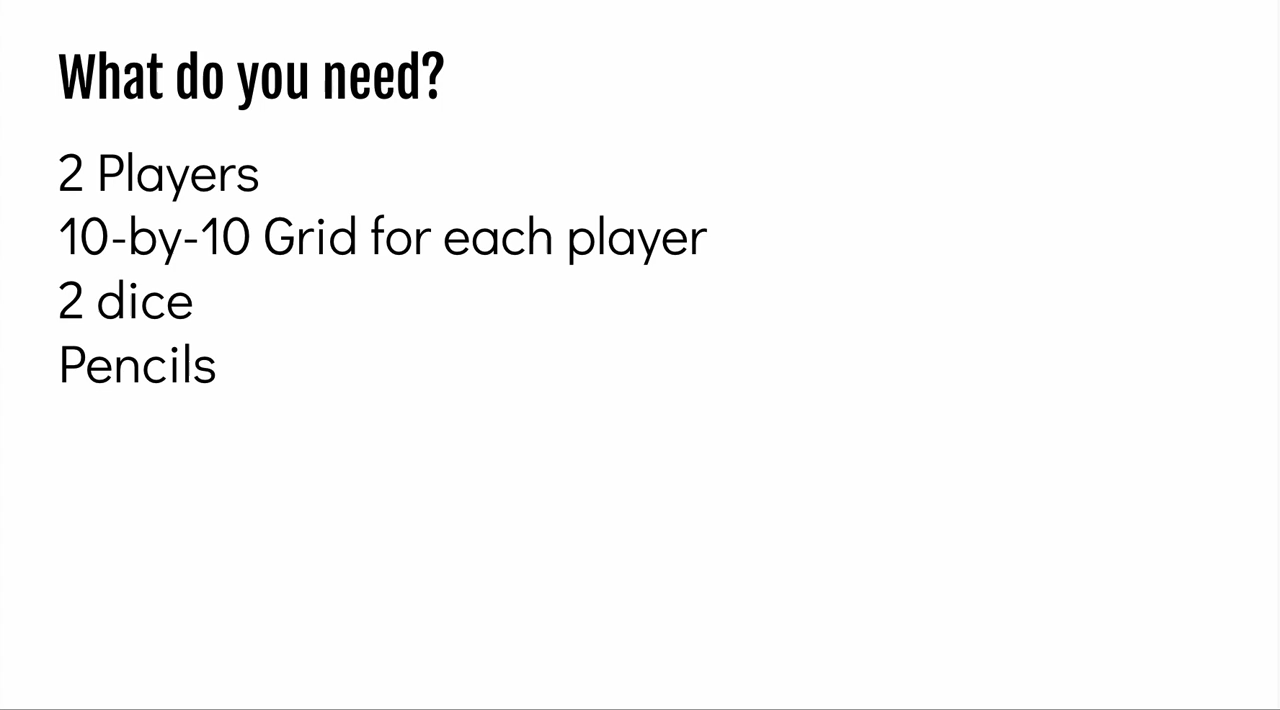 What do you need?
2 Players
10-by-10 Grid for each player
2 dice
Pencils